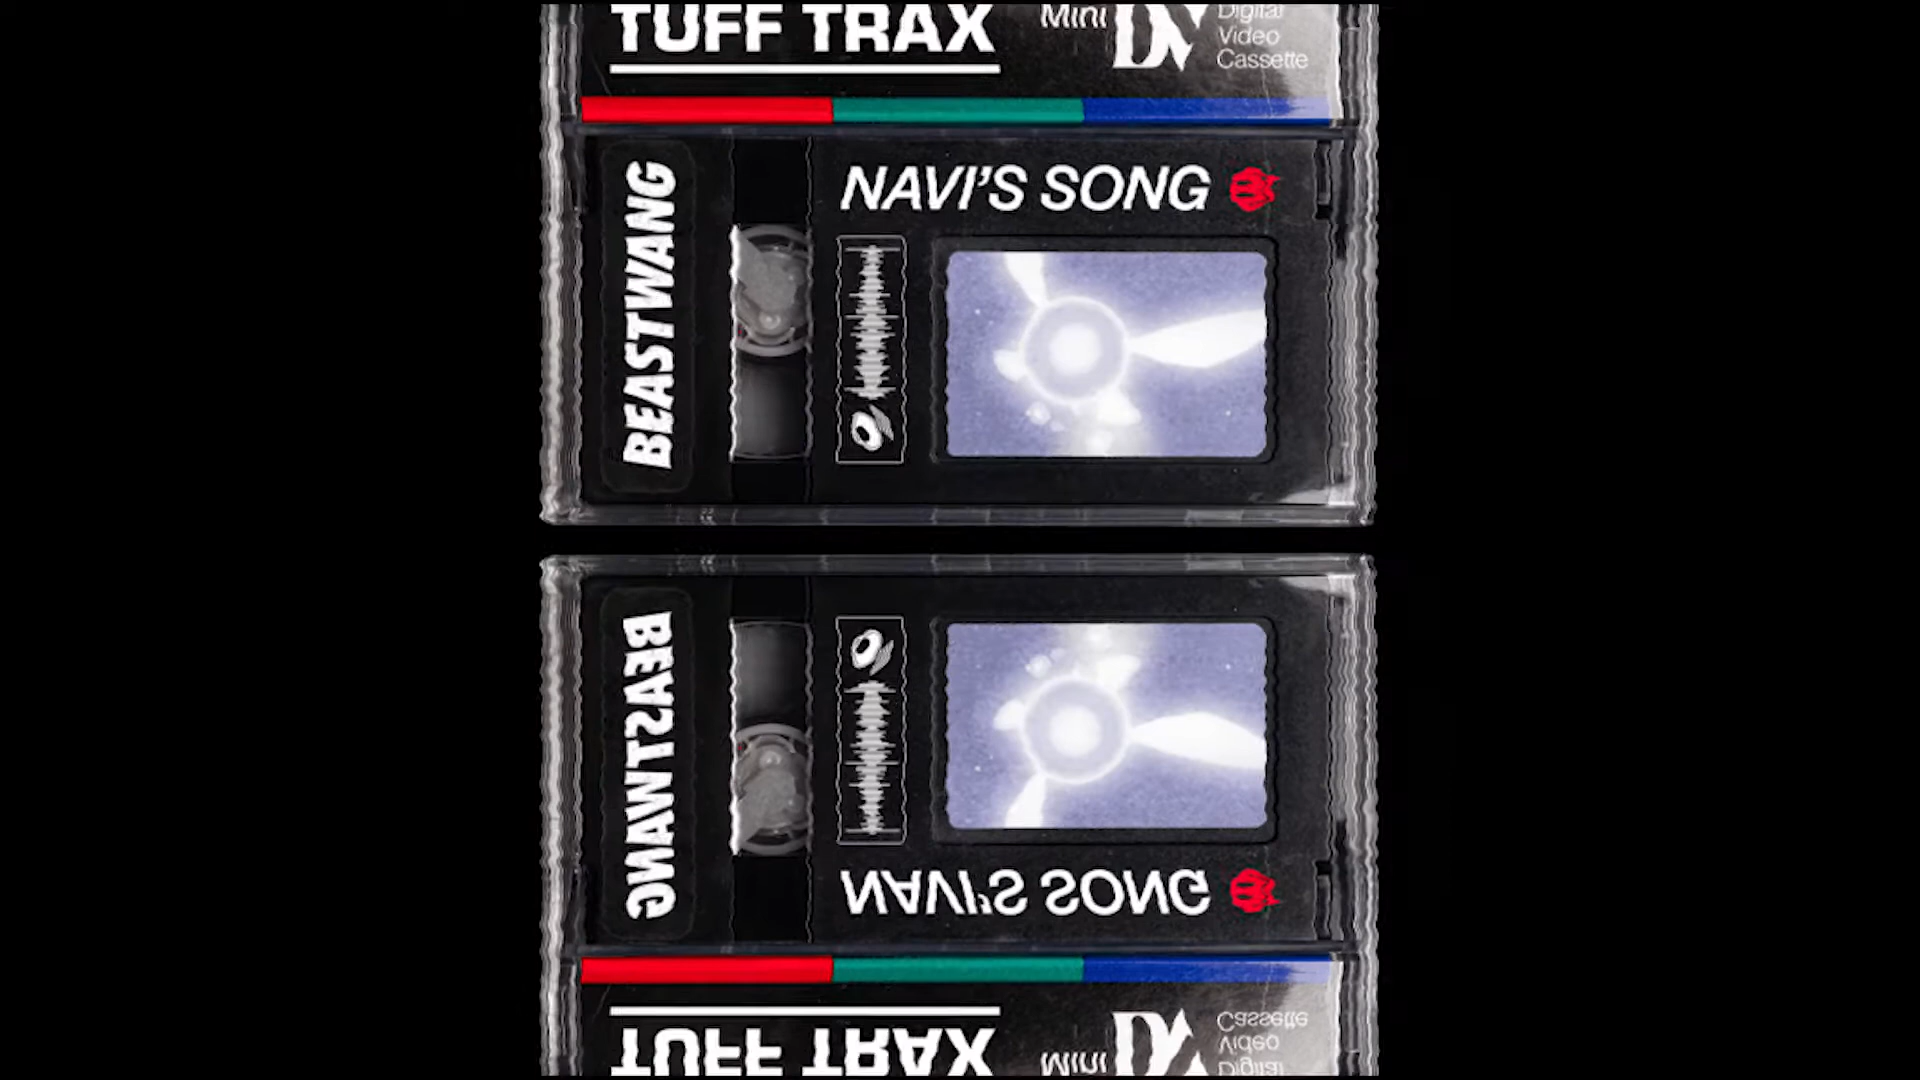 TUFF TRAX
Mini DV
Digital
Video
Cassette
BEASTWANG
NAVI'S SONG
BEASTWANG
NAVI'S SONG
TUFF TRAX
Mini DV
Cassette
Video
Digital